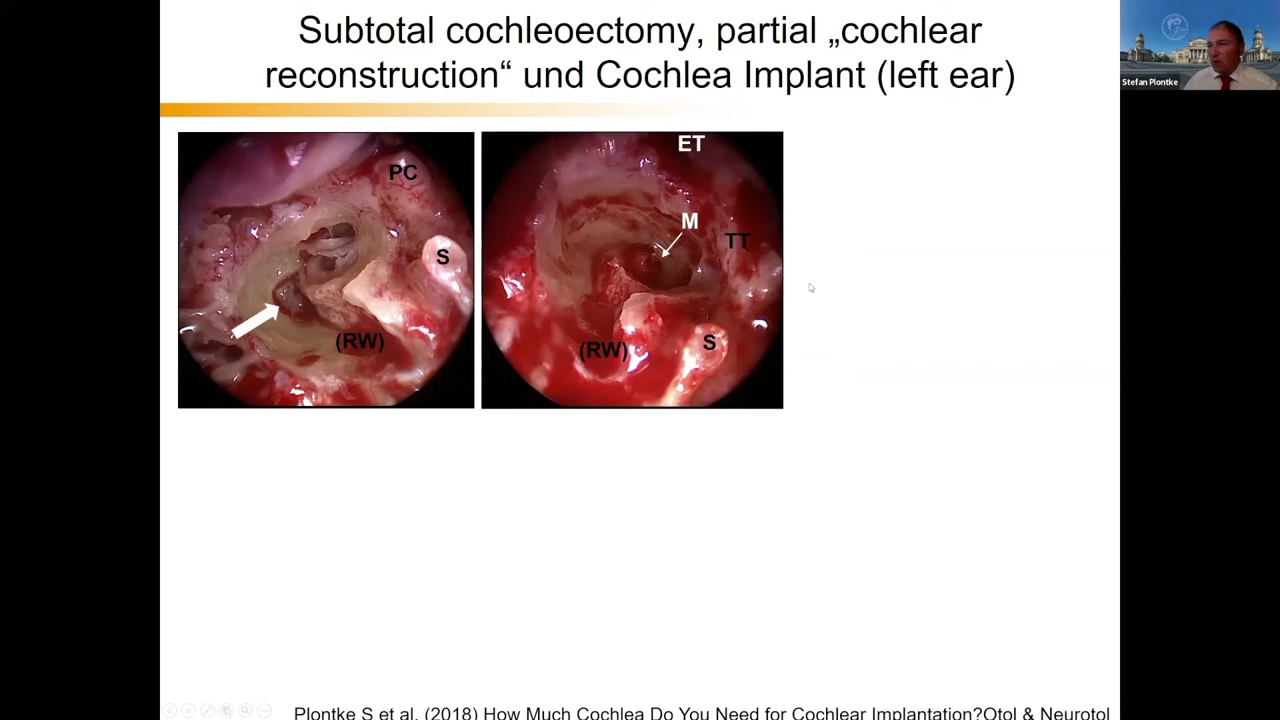 Subtotal cochleoectomy, partial „cochlear
reconstruction“ und Cochlea Implant (left ear)
Stefan Plontke
PC
S
(RW)
ET
M
TT
(RW)
S
Plontke S et al. (2018) How Much Cochlea Do You Need for Cochlear Implantation?Otol & Neurotol